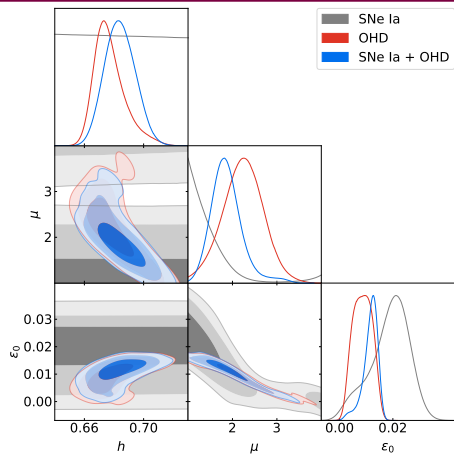 SNe Ia
OHD
SNe Ia + OHD
3
2
μ
0.03
0.02
0.01
0.00
ε₀
0.66
0.70
h
2
3
μ
0.00
0.02
ε₀